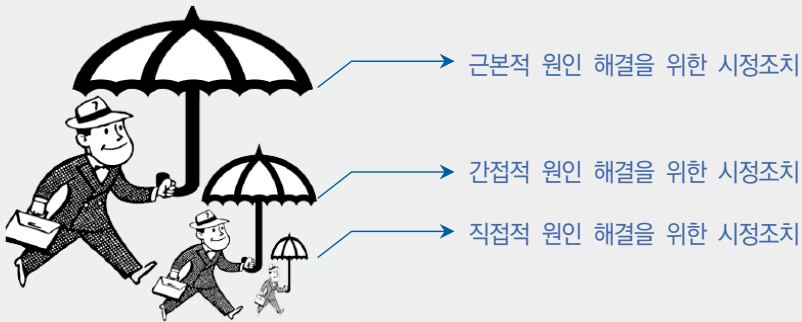 근본적 원인 해결을 위한 시정조치
간접적 원인 해결을 위한 시정조치
직접적 원인 해결을 위한 시정조치